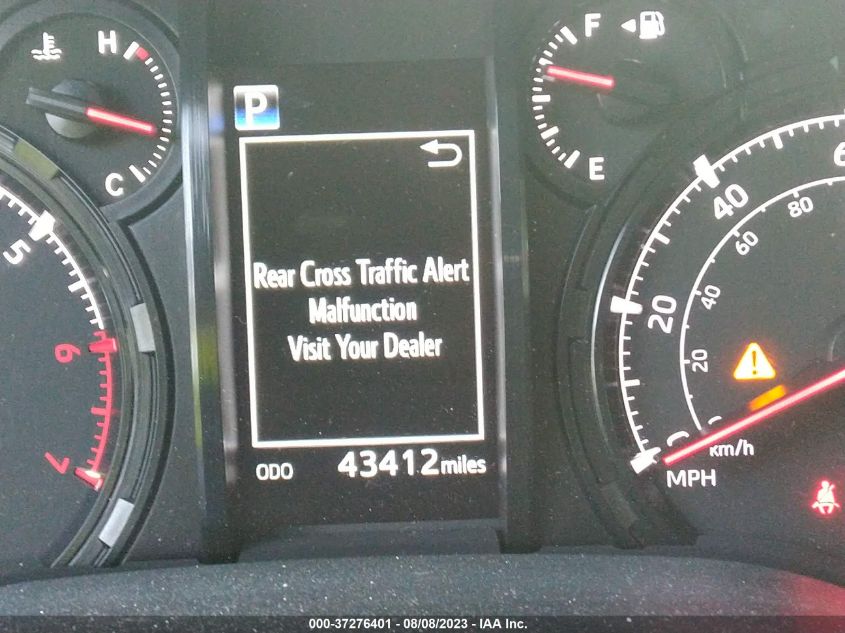 H
C
5
6
7
P
Rear Cross Traffic Alert
Malfunction
Visit Your Dealer
ODO 43412 miles
F
E
6
40
80
60
20
40
20
km/h
MPH
000-37276401 - 08/08/2023 - IAA Inc.